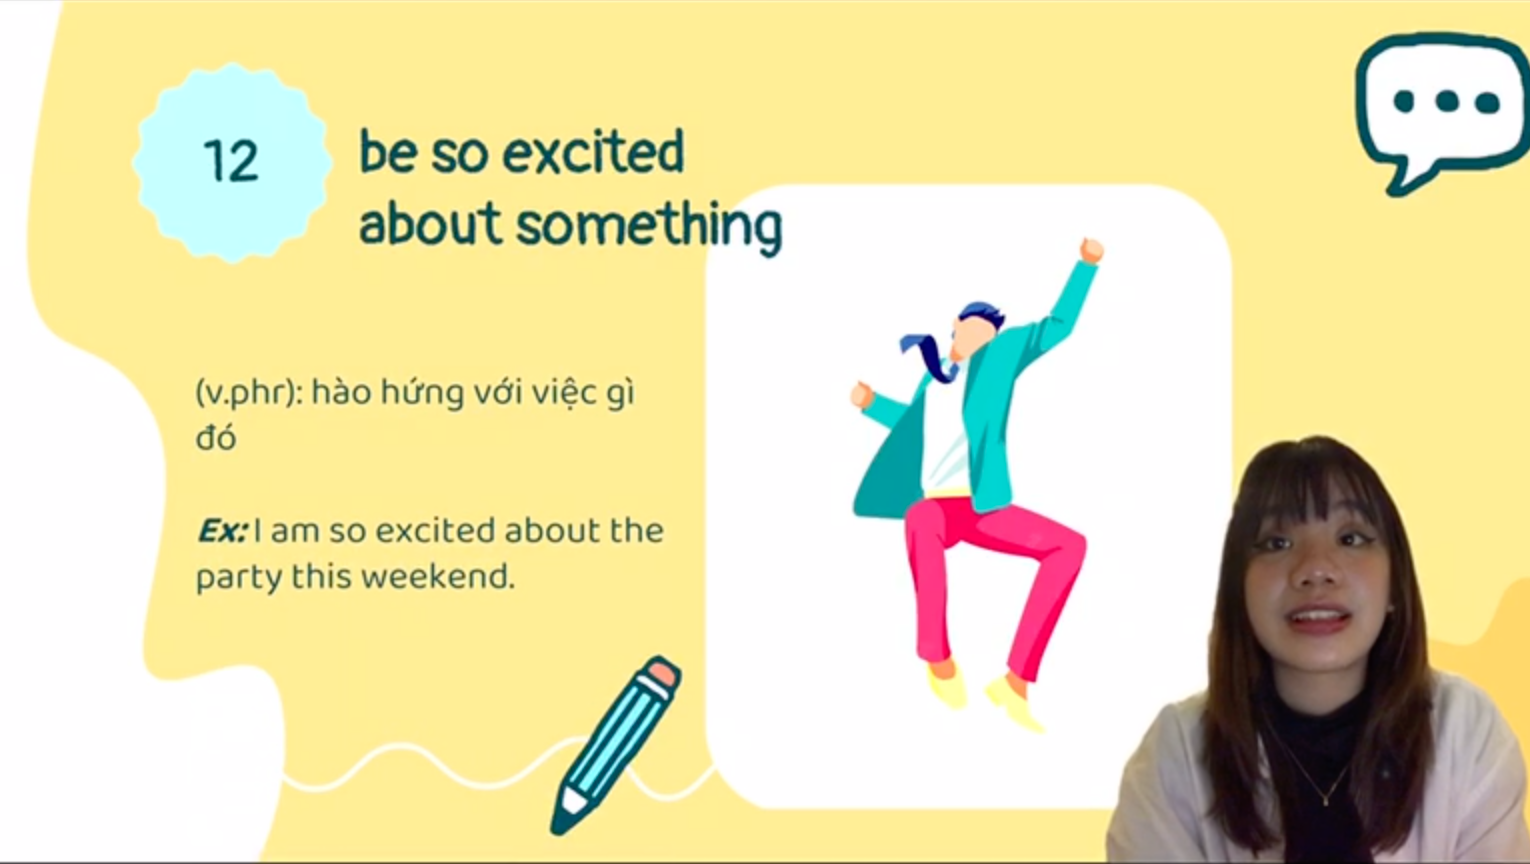 12
be so excited
about something
(v.phr): hào hứng với việc gì
đó
Ex: I am so excited about the
party this weekend.